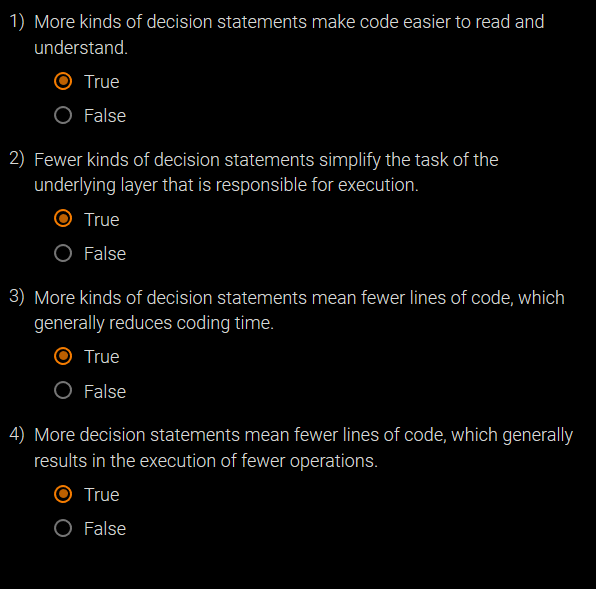 1) More kinds of decision statements make code easier to read and
understand.
True
False
2) Fewer kinds of decision statements simplify the task of the
underlying layer that is responsible for execution.
True
False
3) More kinds of decision statements mean fewer lines of code, which
generally reduces coding time.
True
False
4) More decision statements mean fewer lines of code, which generally
results in the execution of fewer operations.
True
False